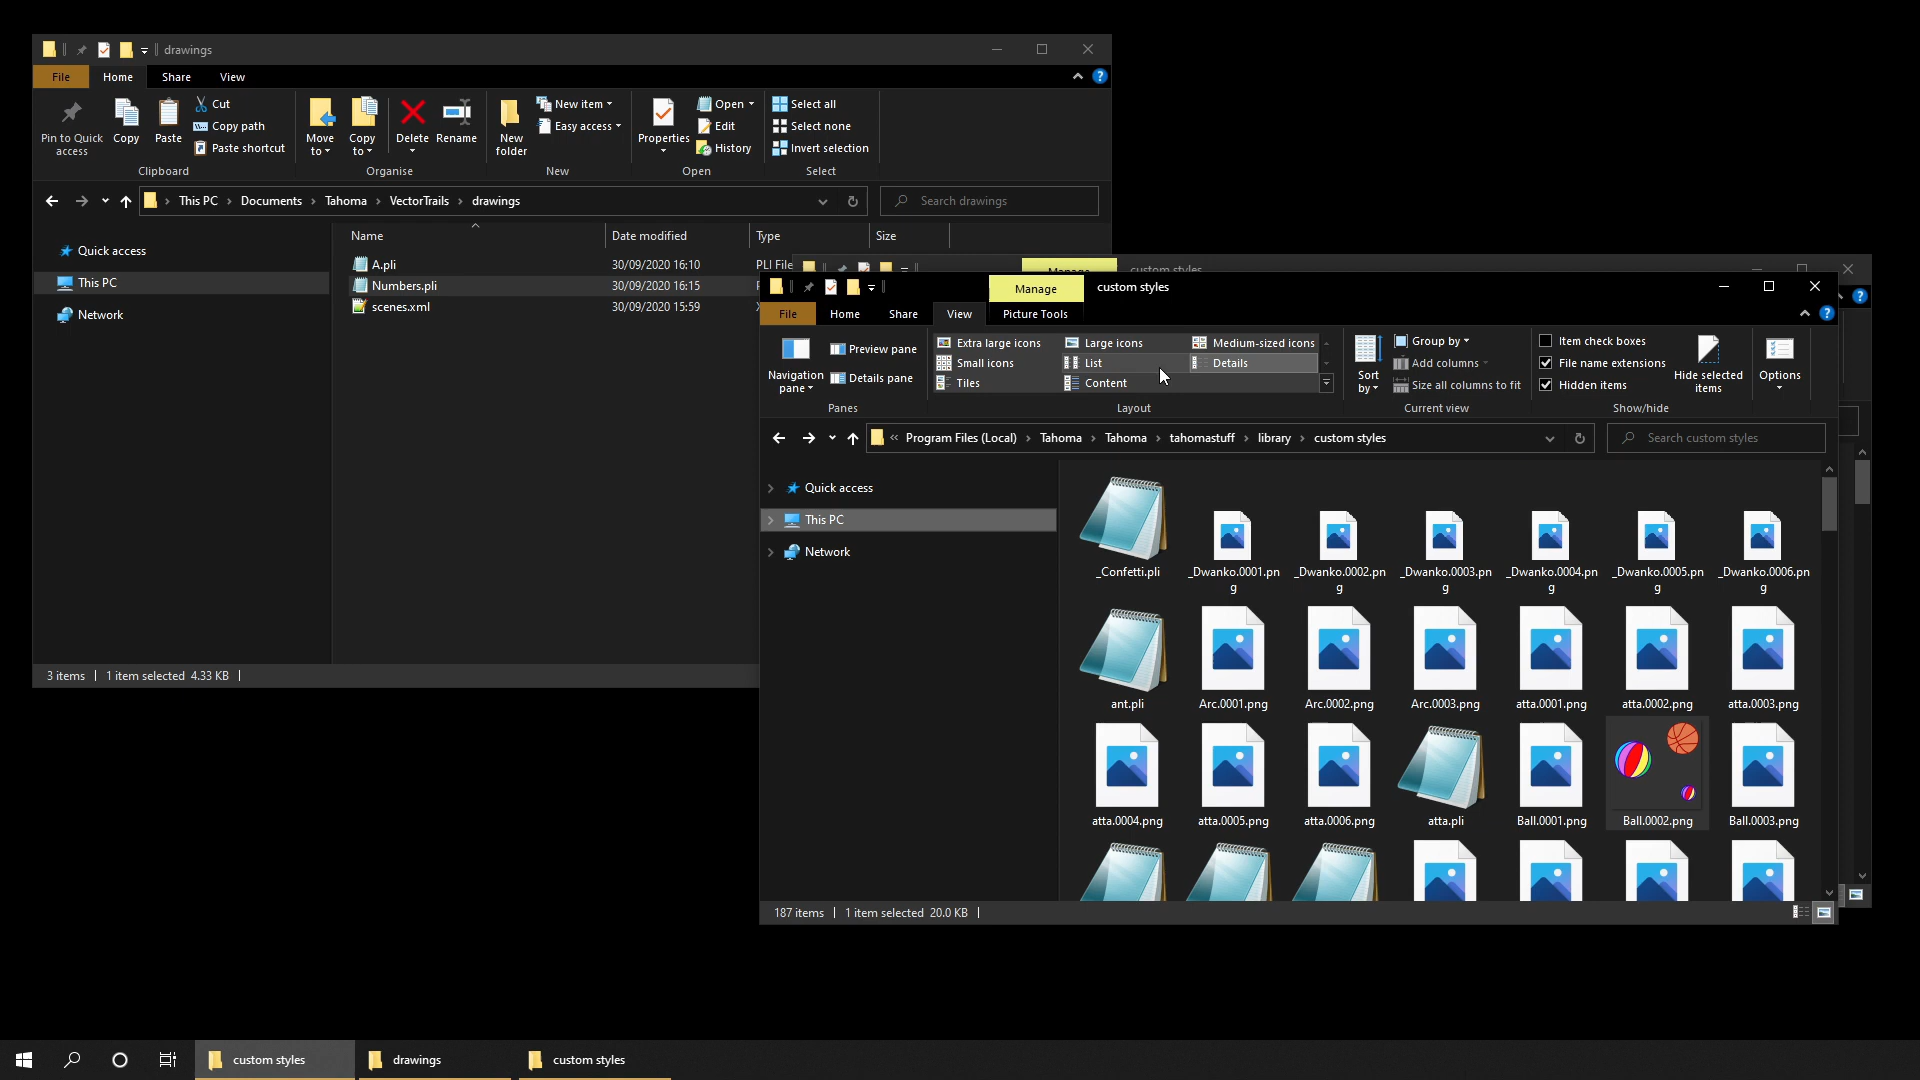 drawings
File Home Share View
Pin to Quick access
Copy
Paste
Cut
Copy path
Paste shortcut
Clipboard
Move to
Copy to
Delete
Rename
Organise
New folder
New item
Easy access
New
Properties
Open
Edit
History
Open
Select all
Select none
Invert selection
Select
This PC › Documents › Tahoma › VectorTrails › drawings
Search drawings
Quick access
This PC
Network
Name Date modified Type Size
A.pli 30/09/2020 16:10 PLI File
Numbers.pli 30/09/2020 16:15
scenes.xml 30/09/2020 15:59
3 items 1 item selected 4.33 KB
Manage custom styles
Manage custom styles
File Home Share View Picture Tools
Navigation pane
Preview pane
Details pane
Panes
Extra large icons Large icons Medium-sized icons
Small icons List Details
Tiles Content
Layout
Sort by
Group by
Add columns
Size all columns to fit
Current view
Item check boxes
File name extensions
Hidden items
Hide selected items
Show/hide
Options
« Program Files (Local) › Tahoma › Tahoma › tahomastuff › library › custom styles
Search custom styles
Quick access
This PC
Network
_Confetti.pli _Dwanko.0001.png _Dwanko.0002.png _Dwanko.0003.png _Dwanko.0004.png _Dwanko.0005.png _Dwanko.0006.png
ant.pli Arc.0001.png Arc.0002.png Arc.0003.png atta.0001.png atta.0002.png atta.0003.png
atta.0004.png atta.0005.png atta.0006.png atta.pli Ball.0001.png Ball.0002.png Ball.0003.png
187 items 1 item selected 20.0 KB
custom styles drawings custom styles